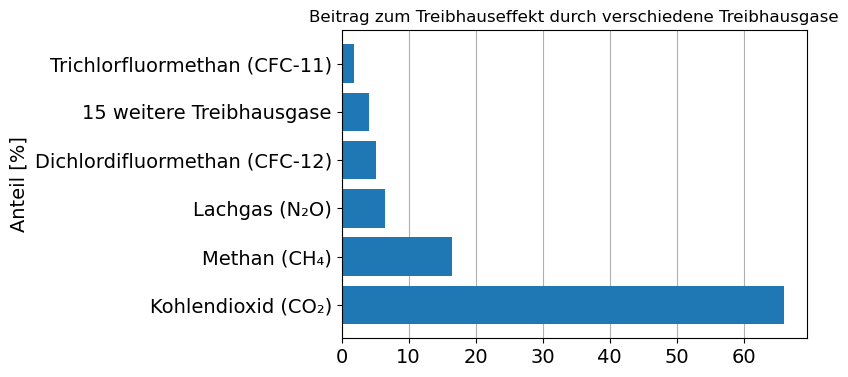 Beitrag zum Treibhauseffekt durch verschiedene Treibhausgase
Anteil [%]
Trichlorfluormethan (CFC-11)
15 weitere Treibhausgase
Dichlordifluormethan (CFC-12)
Lachgas (N₂O)
Methan (CH₄)
Kohlendioxid (CO₂)
0 10 20 30 40 50 60